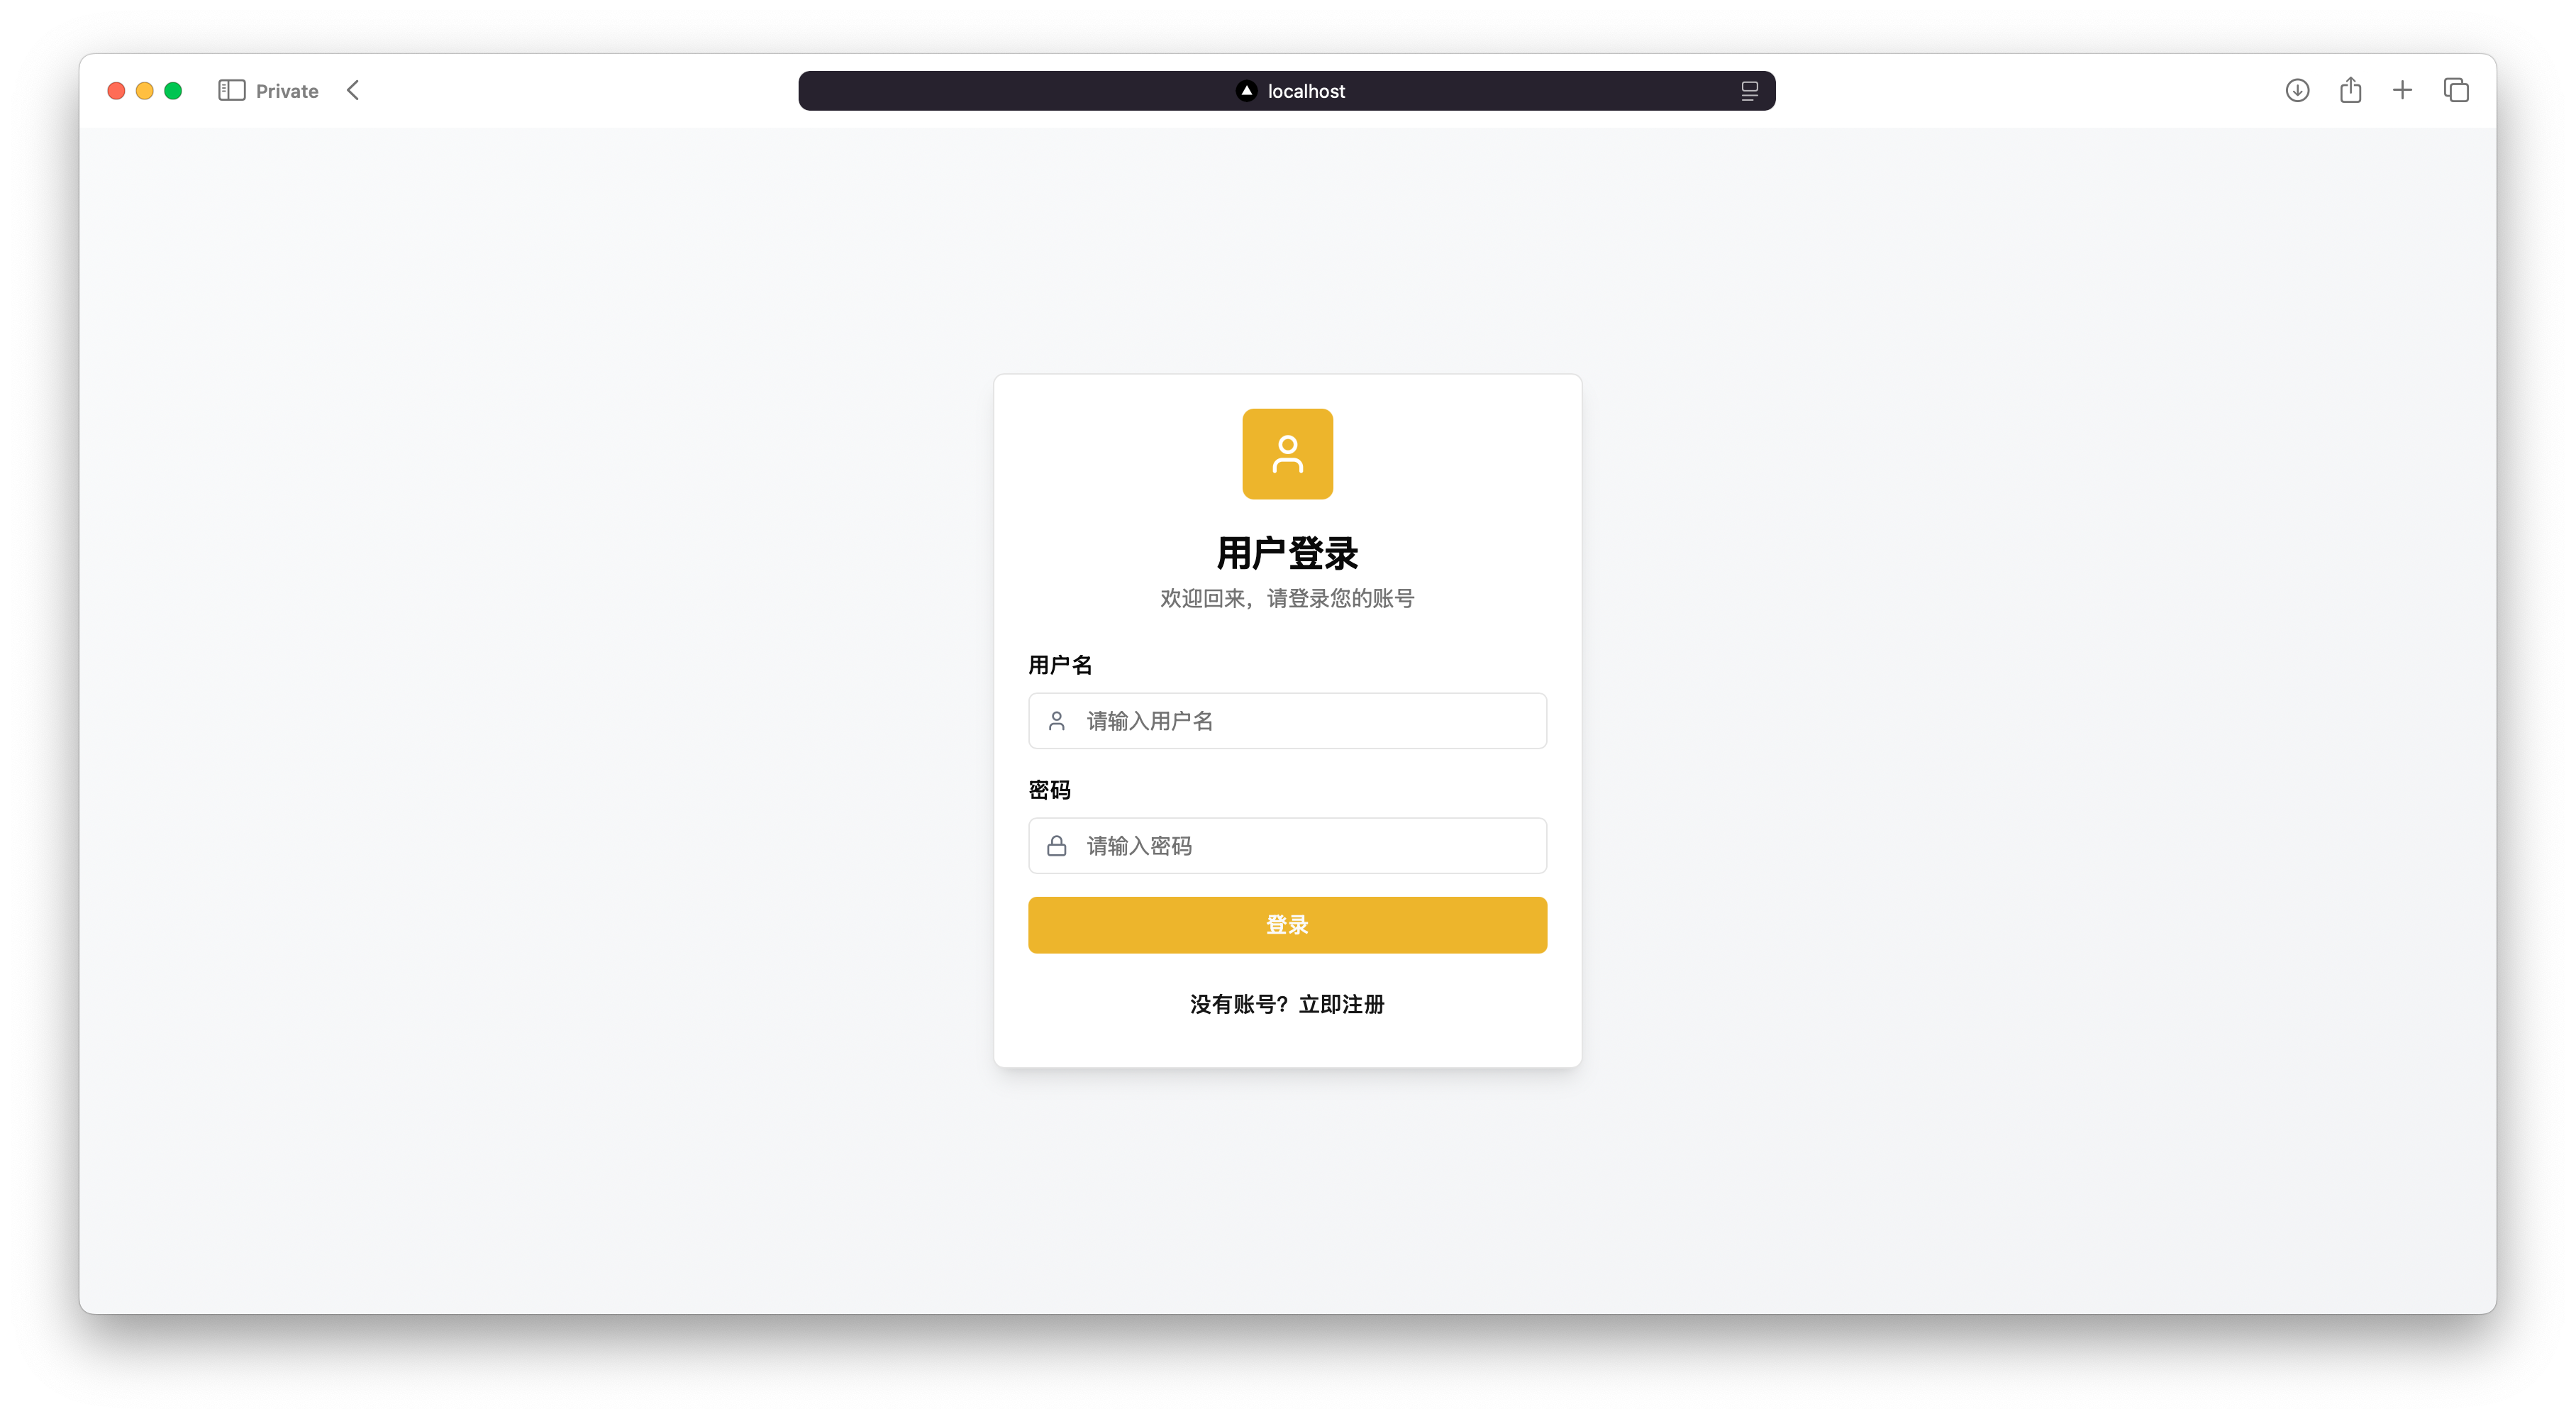 Private
localhost
用户登录
欢迎回来，请登录您的账号
用户名
请输入用户名
密码
请输入密码
登录
没有账号？立即注册